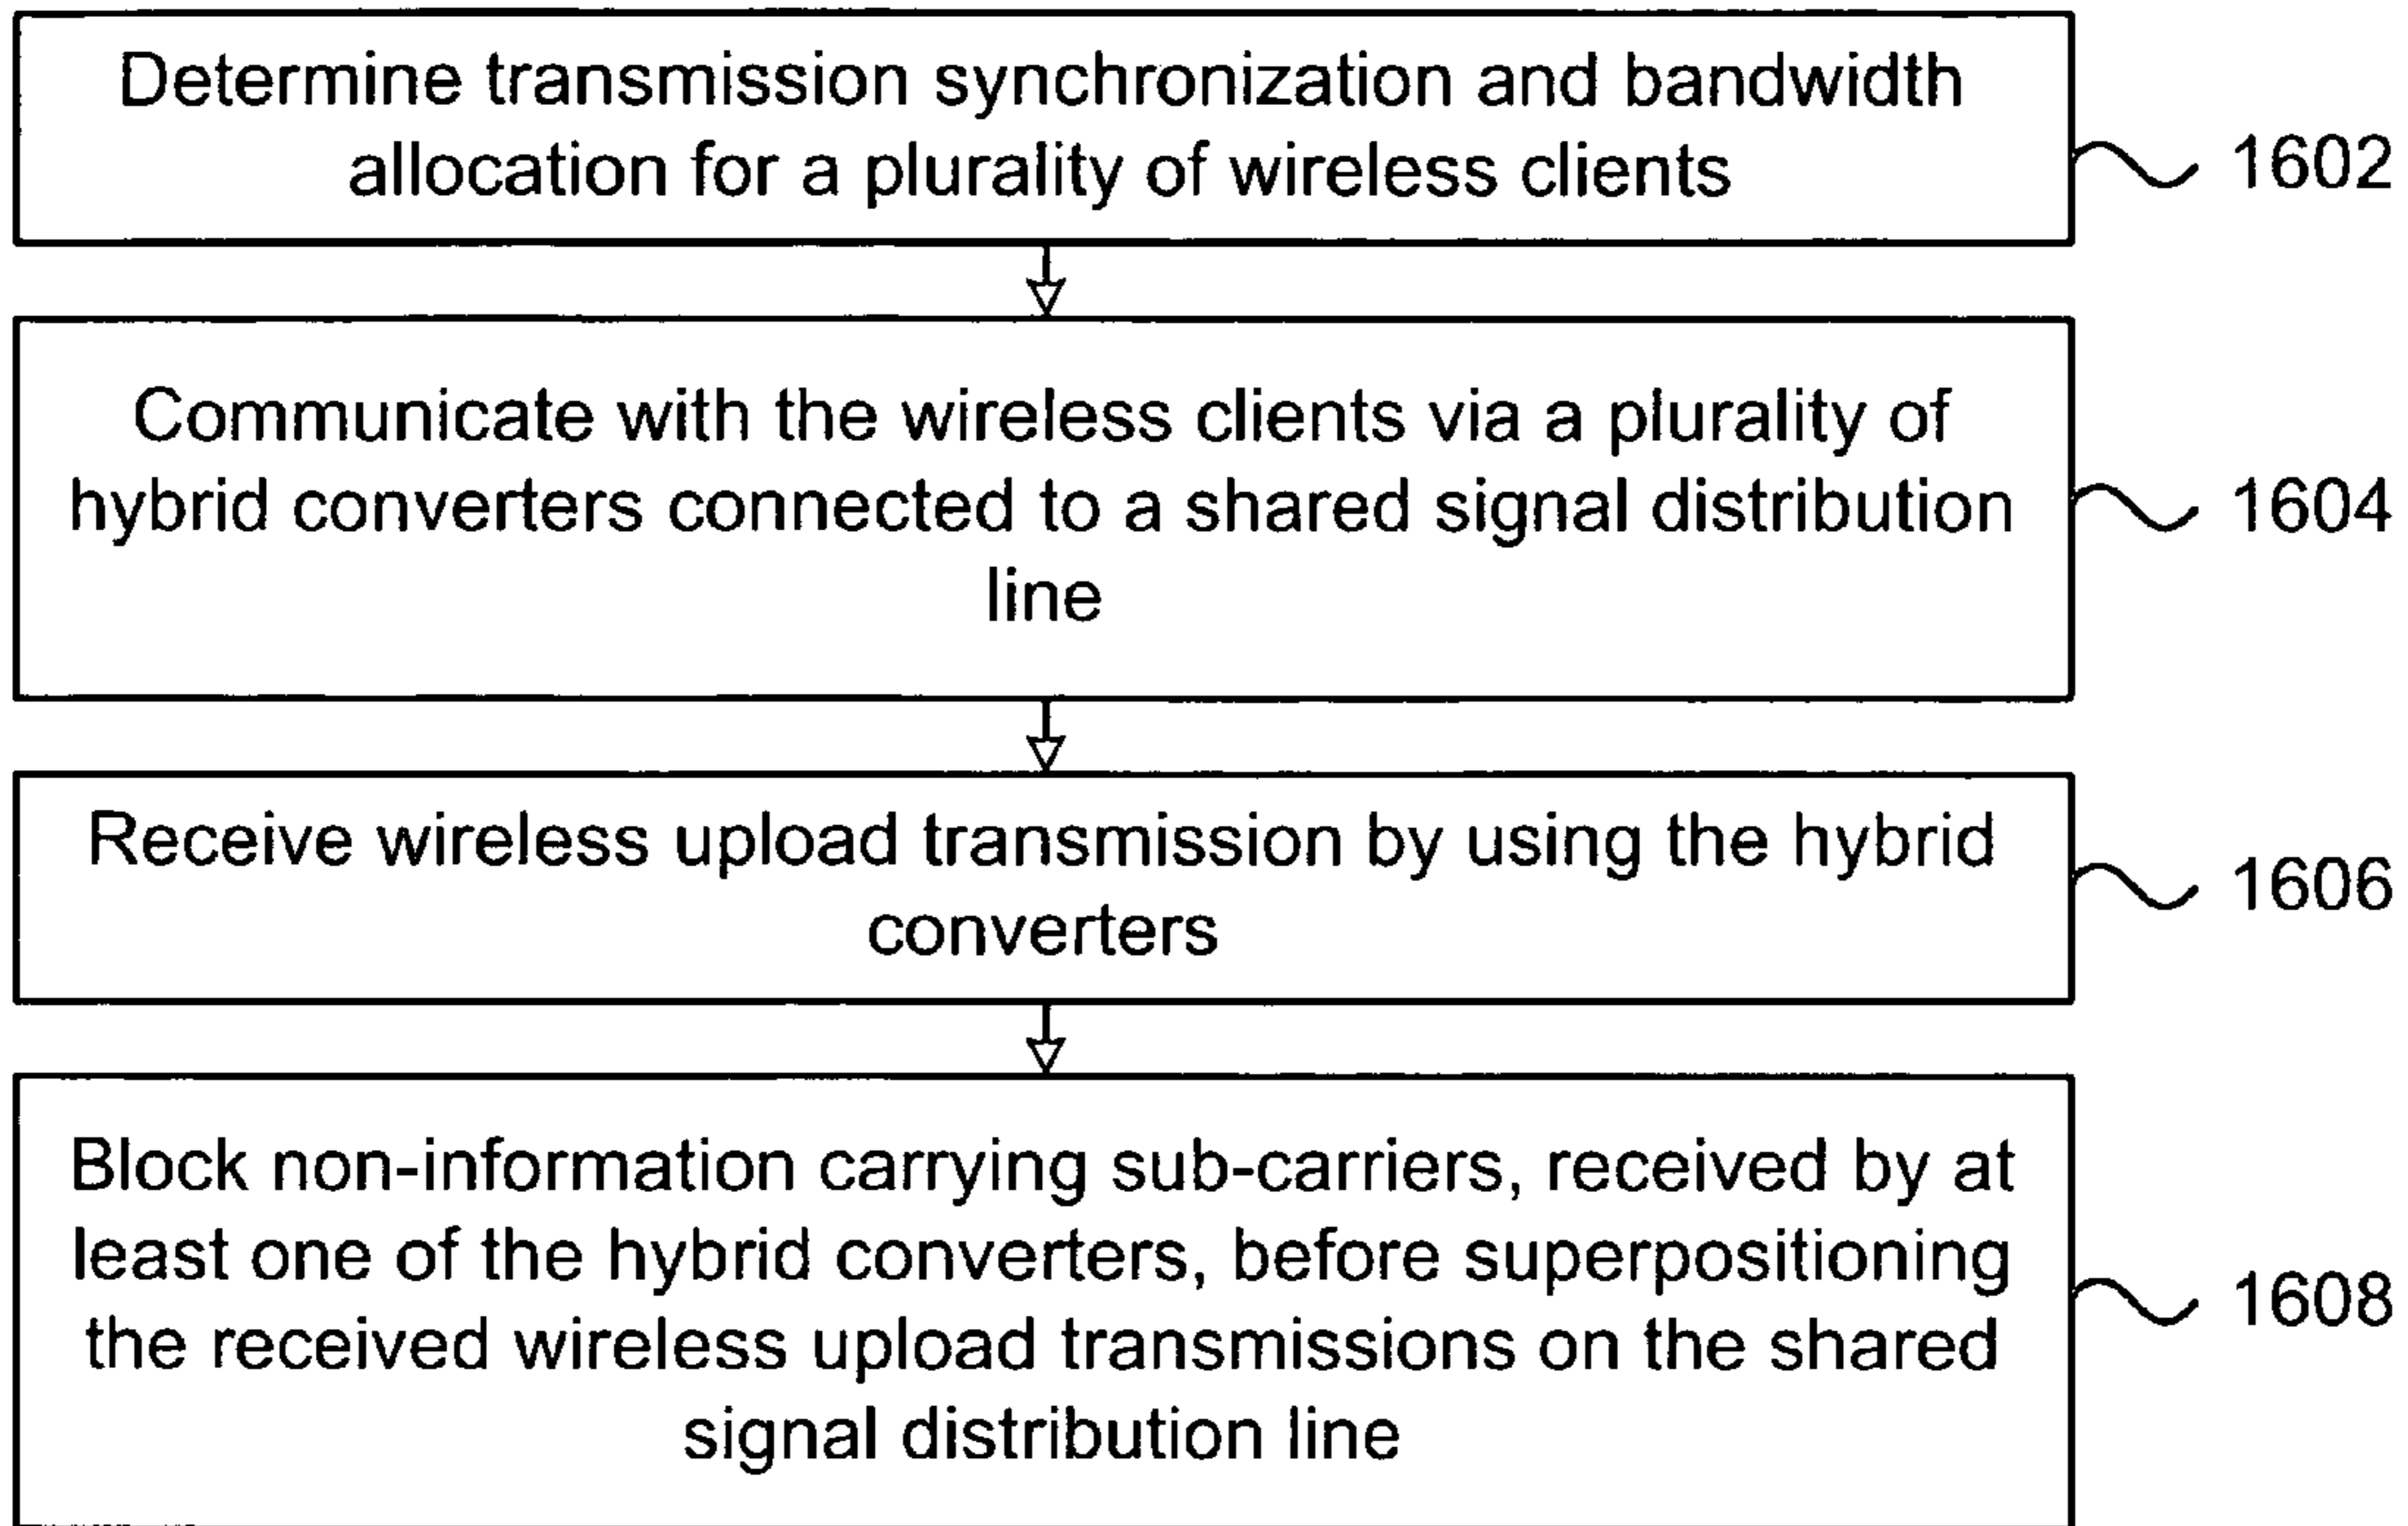 Determine transmission synchronization and bandwidth
allocation for a plurality of wireless clients
1602
Communicate with the wireless clients via a plurality of
hybrid converters connected to a shared signal distribution
line
1604
Receive wireless upload transmission by using the hybrid
converters
1606
Block non-information carrying sub-carriers, received by at
least one of the hybrid converters, before superpositioning
the received wireless upload transmissions on the shared
signal distribution line
1608